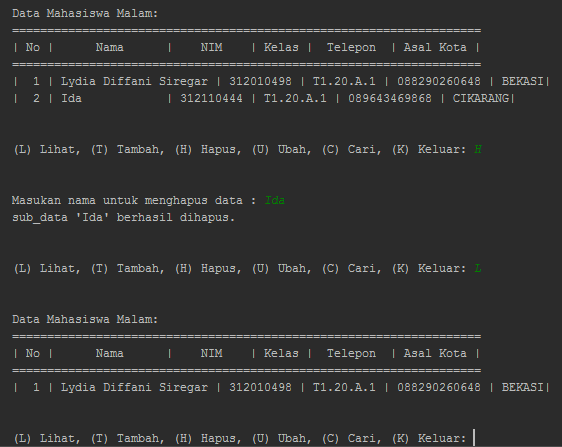 Data Mahasiswa Malam:
===================================================================
| No |      Nama      |    NIM    | Kelas |  Telepon  | Asal Kota |
===================================================================
|  1 | Lydia Diffani Siregar | 312010498 | T1.20.A.1 | 088290260648 | BEKASI|
|  2 | Ida            | 312110444 | T1.20.A.1 | 089643469868 | CIKARANG|
(L) Lihat, (T) Tambah, (H) Hapus, (U) Ubah, (C) Cari, (K) Keluar: H
Masukan nama untuk menghapus data : Ida
sub_data 'Ida' berhasil dihapus.
(L) Lihat, (T) Tambah, (H) Hapus, (U) Ubah, (C) Cari, (K) Keluar: L
Data Mahasiswa Malam:
===================================================================
| No |      Nama      |    NIM    | Kelas |  Telepon  | Asal Kota |
===================================================================
|  1 | Lydia Diffani Siregar | 312010498 | T1.20.A.1 | 088290260648 | BEKASI|
(L) Lihat, (T) Tambah, (H) Hapus, (U) Ubah, (C) Cari, (K) Keluar: